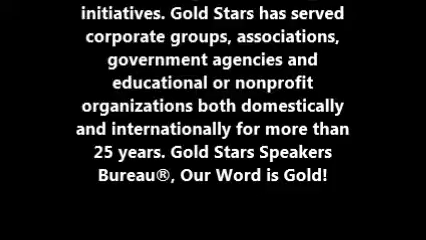 initiatives. Gold Stars has served
corporate groups, associations,
government agencies and
educational or nonprofit
organizations both domestically
and internationally for more than
25 years. Gold Stars Speakers
Bureau®, Our Word is Gold!